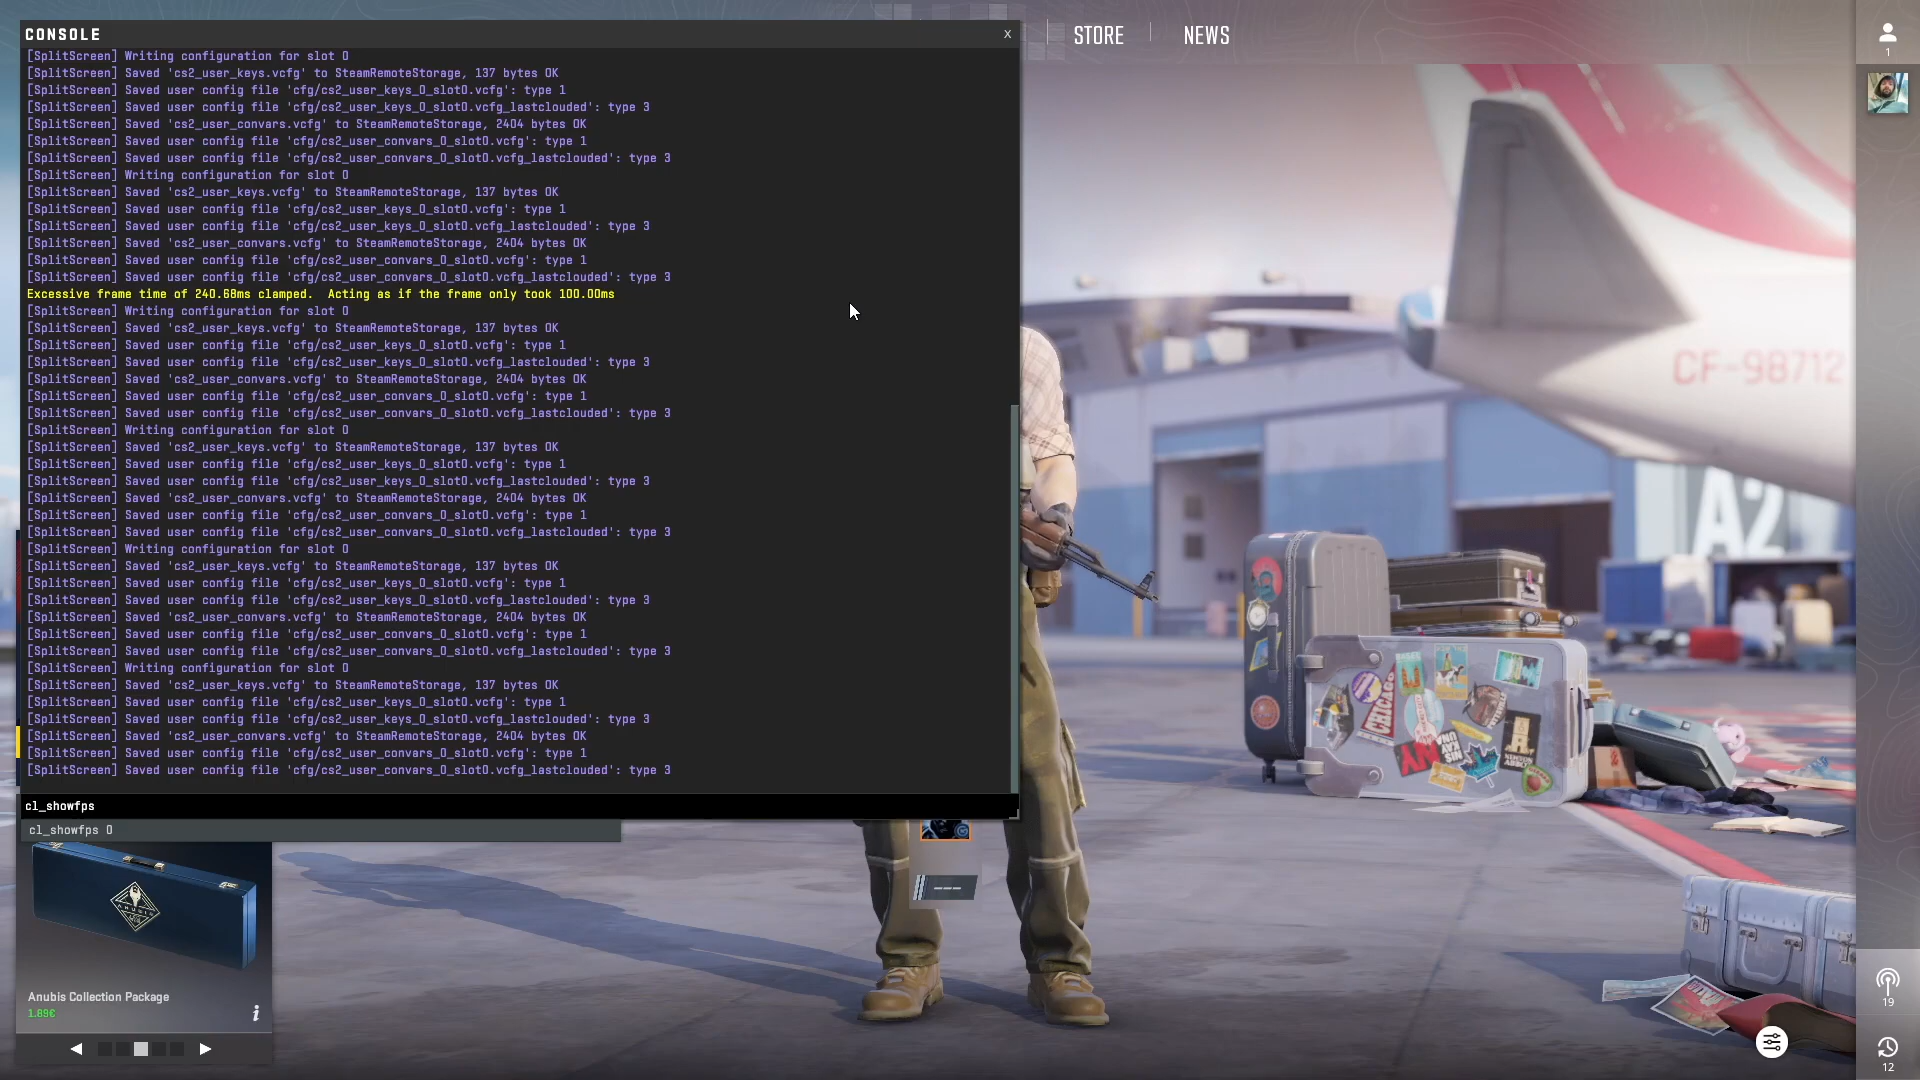 CONSOLE
X
STORE
NEWS
1
[SplitScreen] Writing configuration for slot 0
[SplitScreen] Saved 'cs2_user_keys.vcfg' to SteamRemoteStorage, 137 bytes OK
[SplitScreen] Saved user config file 'cfg/cs2_user_keys_0_slot0.vcfg': type 1
[SplitScreen] Saved user config file 'cfg/cs2_user_keys_0_slot0.vcfg_lastclouded': type 3
[SplitScreen] Saved 'cs2_user_convars.vcfg' to SteamRemoteStorage, 2404 bytes OK
[SplitScreen] Saved user config file 'cfg/cs2_user_convars_0_slot0.vcfg': type 1
[SplitScreen] Saved user config file 'cfg/cs2_user_convars_0_slot0.vcfg_lastclouded': type 3
[SplitScreen] Writing configuration for slot 0
[SplitScreen] Saved 'cs2_user_keys.vcfg' to SteamRemoteStorage, 137 bytes OK
[SplitScreen] Saved user config file 'cfg/cs2_user_keys_0_slot0.vcfg': type 1
[SplitScreen] Saved user config file 'cfg/cs2_user_keys_0_slot0.vcfg_lastclouded': type 3
[SplitScreen] Saved 'cs2_user_convars.vcfg' to SteamRemoteStorage, 2404 bytes OK
[SplitScreen] Saved user config file 'cfg/cs2_user_convars_0_slot0.vcfg': type 1
[SplitScreen] Saved user config file 'cfg/cs2_user_convars_0_slot0.vcfg_lastclouded': type 3
Excessive frame time of 240.68ms clamped.  Acting as if the frame only took 100.00ms
[SplitScreen] Writing configuration for slot 0
[SplitScreen] Saved 'cs2_user_keys.vcfg' to SteamRemoteStorage, 137 bytes OK
[SplitScreen] Saved user config file 'cfg/cs2_user_keys_0_slot0.vcfg': type 1
[SplitScreen] Saved user config file 'cfg/cs2_user_keys_0_slot0.vcfg_lastclouded': type 3
[SplitScreen] Saved 'cs2_user_convars.vcfg' to SteamRemoteStorage, 2404 bytes OK
[SplitScreen] Saved user config file 'cfg/cs2_user_convars_0_slot0.vcfg': type 1
[SplitScreen] Saved user config file 'cfg/cs2_user_convars_0_slot0.vcfg_lastclouded': type 3
[SplitScreen] Writing configuration for slot 0
[SplitScreen] Saved 'cs2_user_keys.vcfg' to SteamRemoteStorage, 137 bytes OK
[SplitScreen] Saved user config file 'cfg/cs2_user_keys_0_slot0.vcfg': type 1
[SplitScreen] Saved user config file 'cfg/cs2_user_keys_0_slot0.vcfg_lastclouded': type 3
[SplitScreen] Saved 'cs2_user_convars.vcfg' to SteamRemoteStorage, 2404 bytes OK
[SplitScreen] Saved user config file 'cfg/cs2_user_convars_0_slot0.vcfg': type 1
[SplitScreen] Saved user config file 'cfg/cs2_user_convars_0_slot0.vcfg_lastclouded': type 3
[SplitScreen] Writing configuration for slot 0
[SplitScreen] Saved 'cs2_user_keys.vcfg' to SteamRemoteStorage, 137 bytes OK
[SplitScreen] Saved user config file 'cfg/cs2_user_keys_0_slot0.vcfg': type 1
[SplitScreen] Saved user config file 'cfg/cs2_user_keys_0_slot0.vcfg_lastclouded': type 3
[SplitScreen] Saved 'cs2_user_convars.vcfg' to SteamRemoteStorage, 2404 bytes OK
[SplitScreen] Saved user config file 'cfg/cs2_user_convars_0_slot0.vcfg': type 1
[SplitScreen] Saved user config file 'cfg/cs2_user_convars_0_slot0.vcfg_lastclouded': type 3
[SplitScreen] Writing configuration for slot 0
[SplitScreen] Saved 'cs2_user_keys.vcfg' to SteamRemoteStorage, 137 bytes OK
[SplitScreen] Saved user config file 'cfg/cs2_user_keys_0_slot0.vcfg': type 1
[SplitScreen] Saved user config file 'cfg/cs2_user_keys_0_slot0.vcfg_lastclouded': type 3
[SplitScreen] Saved 'cs2_user_convars.vcfg' to SteamRemoteStorage, 2404 bytes OK
[SplitScreen] Saved user config file 'cfg/cs2_user_convars_0_slot0.vcfg': type 1
[SplitScreen] Saved user config file 'cfg/cs2_user_convars_0_slot0.vcfg_lastclouded': type 3
cl_showfps
cl_showfps 0
CF-98712
A2
CHICAGO
NY
ANUBIS
---
Anubis Collection Package
1.89€
i
19
12